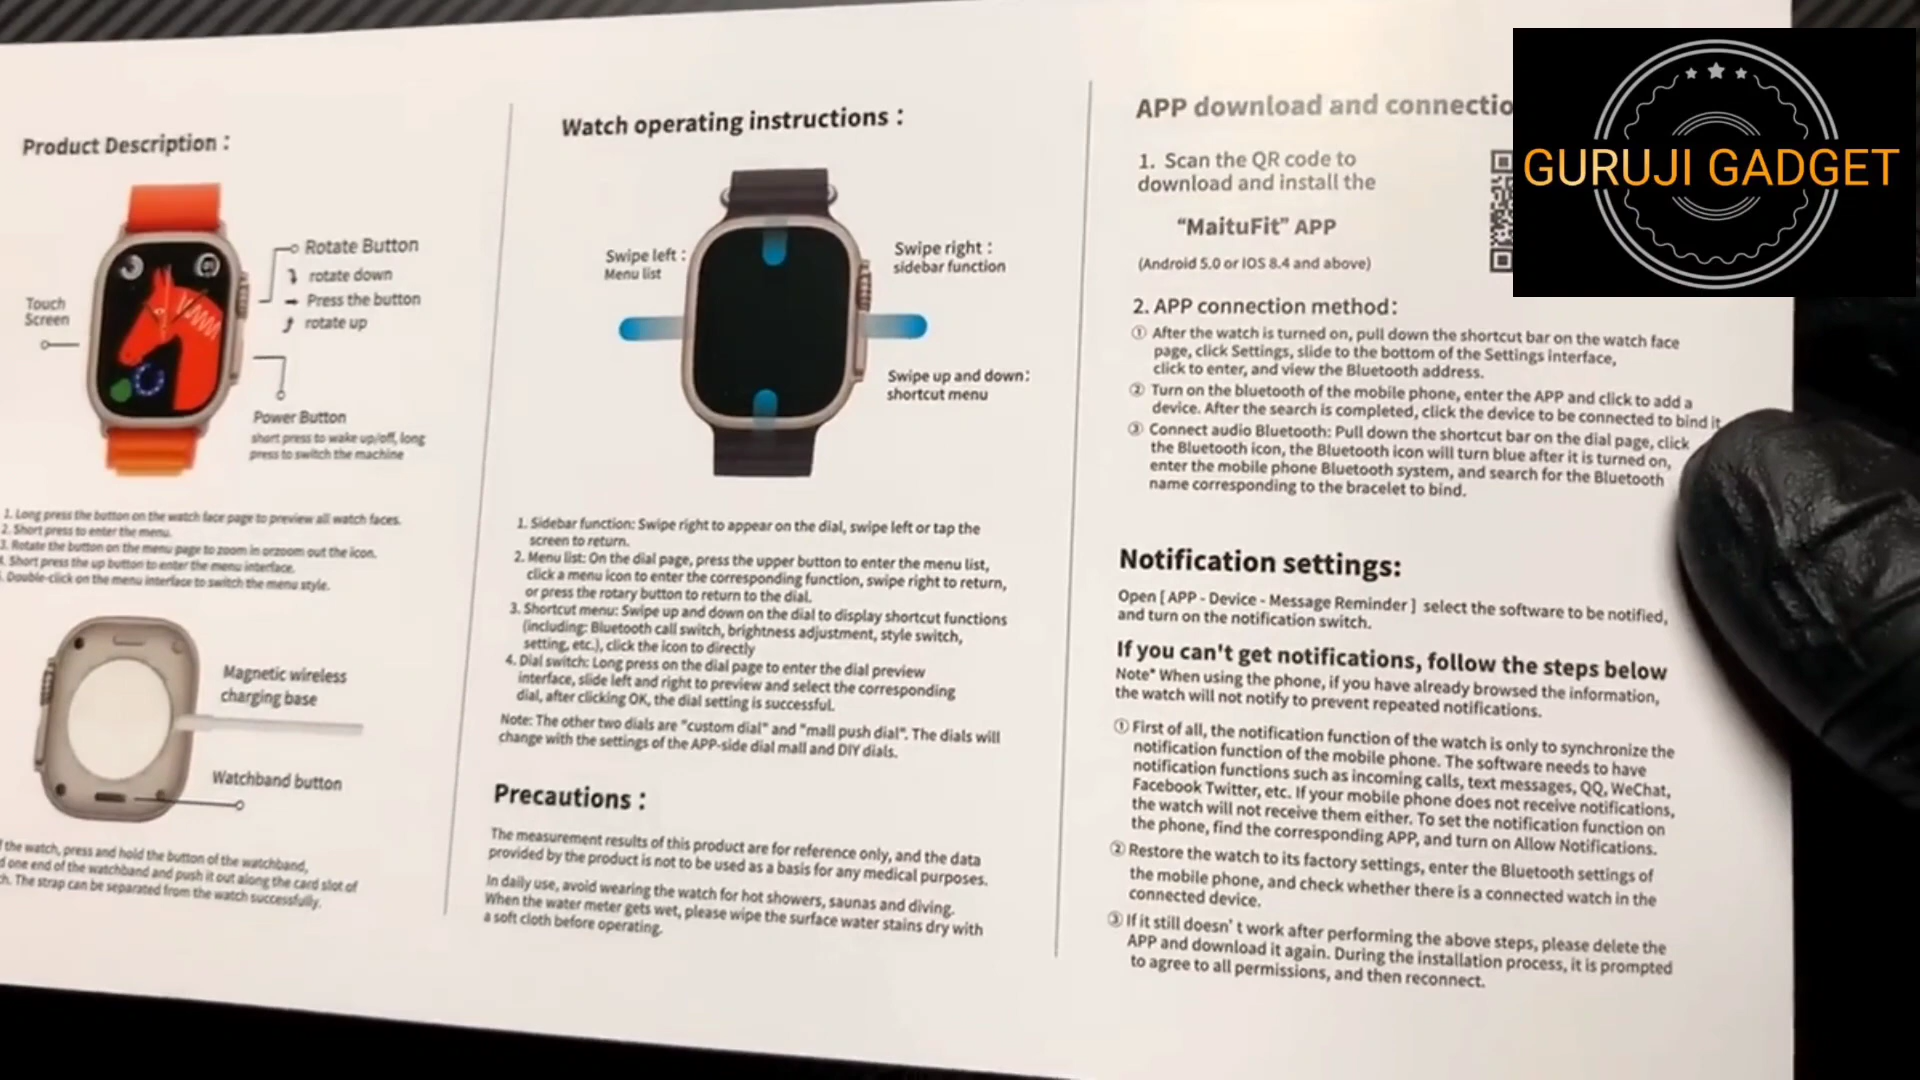 Product Description :
Rotate Button
rotate down
Press the button
rotate up
Touch
Screen
Power Button
short press to wake up/off, long
press to switch the machine
1. Long press the button on the watch face page to preview all watch faces.
2. Short press to enter the menu.
3. Rotate the button on the menu page to zoom in orzoom out the icon.
Short press the up button to enter the menu interface.
Double-click on the menu interface to switch the menu style.
Magnetic wireless
charging base
Watchband button
the watch, press and hold the button of the watchband,
one end of the watchband and push it out along the card slot of
The strap can be separated from the watch successfully.
Watch operating instructions :
Swipe left :
Menu list
Swipe right :
sidebar function
Swipe up and down:
shortcut menu
1. Sidebar function: Swipe right to appear on the dial, swipe left or tap the
screen to return.
2. Menu list: On the dial page, press the upper button to enter the menu list,
click a menu icon to enter the corresponding function, swipe right to return,
or press the rotary button to return to the dial.
3. Shortcut menu: Swipe up and down on the dial to display shortcut functions
(including: Bluetooth call switch, brightness adjustment, style switch,
setting, etc.), click the icon to directly
4. Dial switch: Long press on the dial page to enter the dial preview
interface, slide left and right to preview and select the corresponding
dial, after clicking OK, the dial setting is successful.
Note: The other two dials are "custom dial" and "mall push dial". The dials will
change with the settings of the APP-side dial mall and DIY dials.
Precautions :
The measurement results of this product are for reference only, and the data
provided by the product is not to be used as a basis for any medical purposes.
In daily use, avoid wearing the watch for hot showers, saunas and diving.
When the water meter gets wet, please wipe the surface water stains dry with
a soft cloth before operating.
APP download and connectio
1. Scan the QR code to
download and install the
"MaituFit" APP
(Android 5.0 or IOS 8.4 and above)
2. APP connection method:
① After the watch is turned on, pull down the shortcut bar on the watch face
page, click Settings, slide to the bottom of the Settings interface,
click to enter, and view the Bluetooth address.
② Turn on the bluetooth of the mobile phone, enter the APP and click to add a
device. After the search is completed, click the device to be connected to bind it
③ Connect audio Bluetooth: Pull down the shortcut bar on the dial page, click
the Bluetooth icon, the Bluetooth icon will turn blue after it is turned on,
enter the mobile phone Bluetooth system, and search for the Bluetooth
name corresponding to the bracelet to bind.
Notification settings:
Open [ APP - Device - Message Reminder ] select the software to be notified,
and turn on the notification switch.
If you can't get notifications, follow the steps below
Note* When using the phone, if you have already browsed the information,
the watch will not notify to prevent repeated notifications.
① First of all, the notification function of the watch is only to synchronize the
notification function of the mobile phone. The software needs to have
notification functions such as incoming calls, text messages, QQ, WeChat,
Facebook Twitter, etc. If your mobile phone does not receive notifications,
the watch will not receive them either. To set the notification function on
the phone, find the corresponding APP, and turn on Allow Notifications.
② Restore the watch to its factory settings, enter the Bluetooth settings of
the mobile phone, and check whether there is a connected watch in the
connected device.
③ If it still doesn't work after performing the above steps, please delete the
APP and download it again. During the installation process, it is prompted
to agree to all permissions, and then reconnect.
GURUJI GADGET